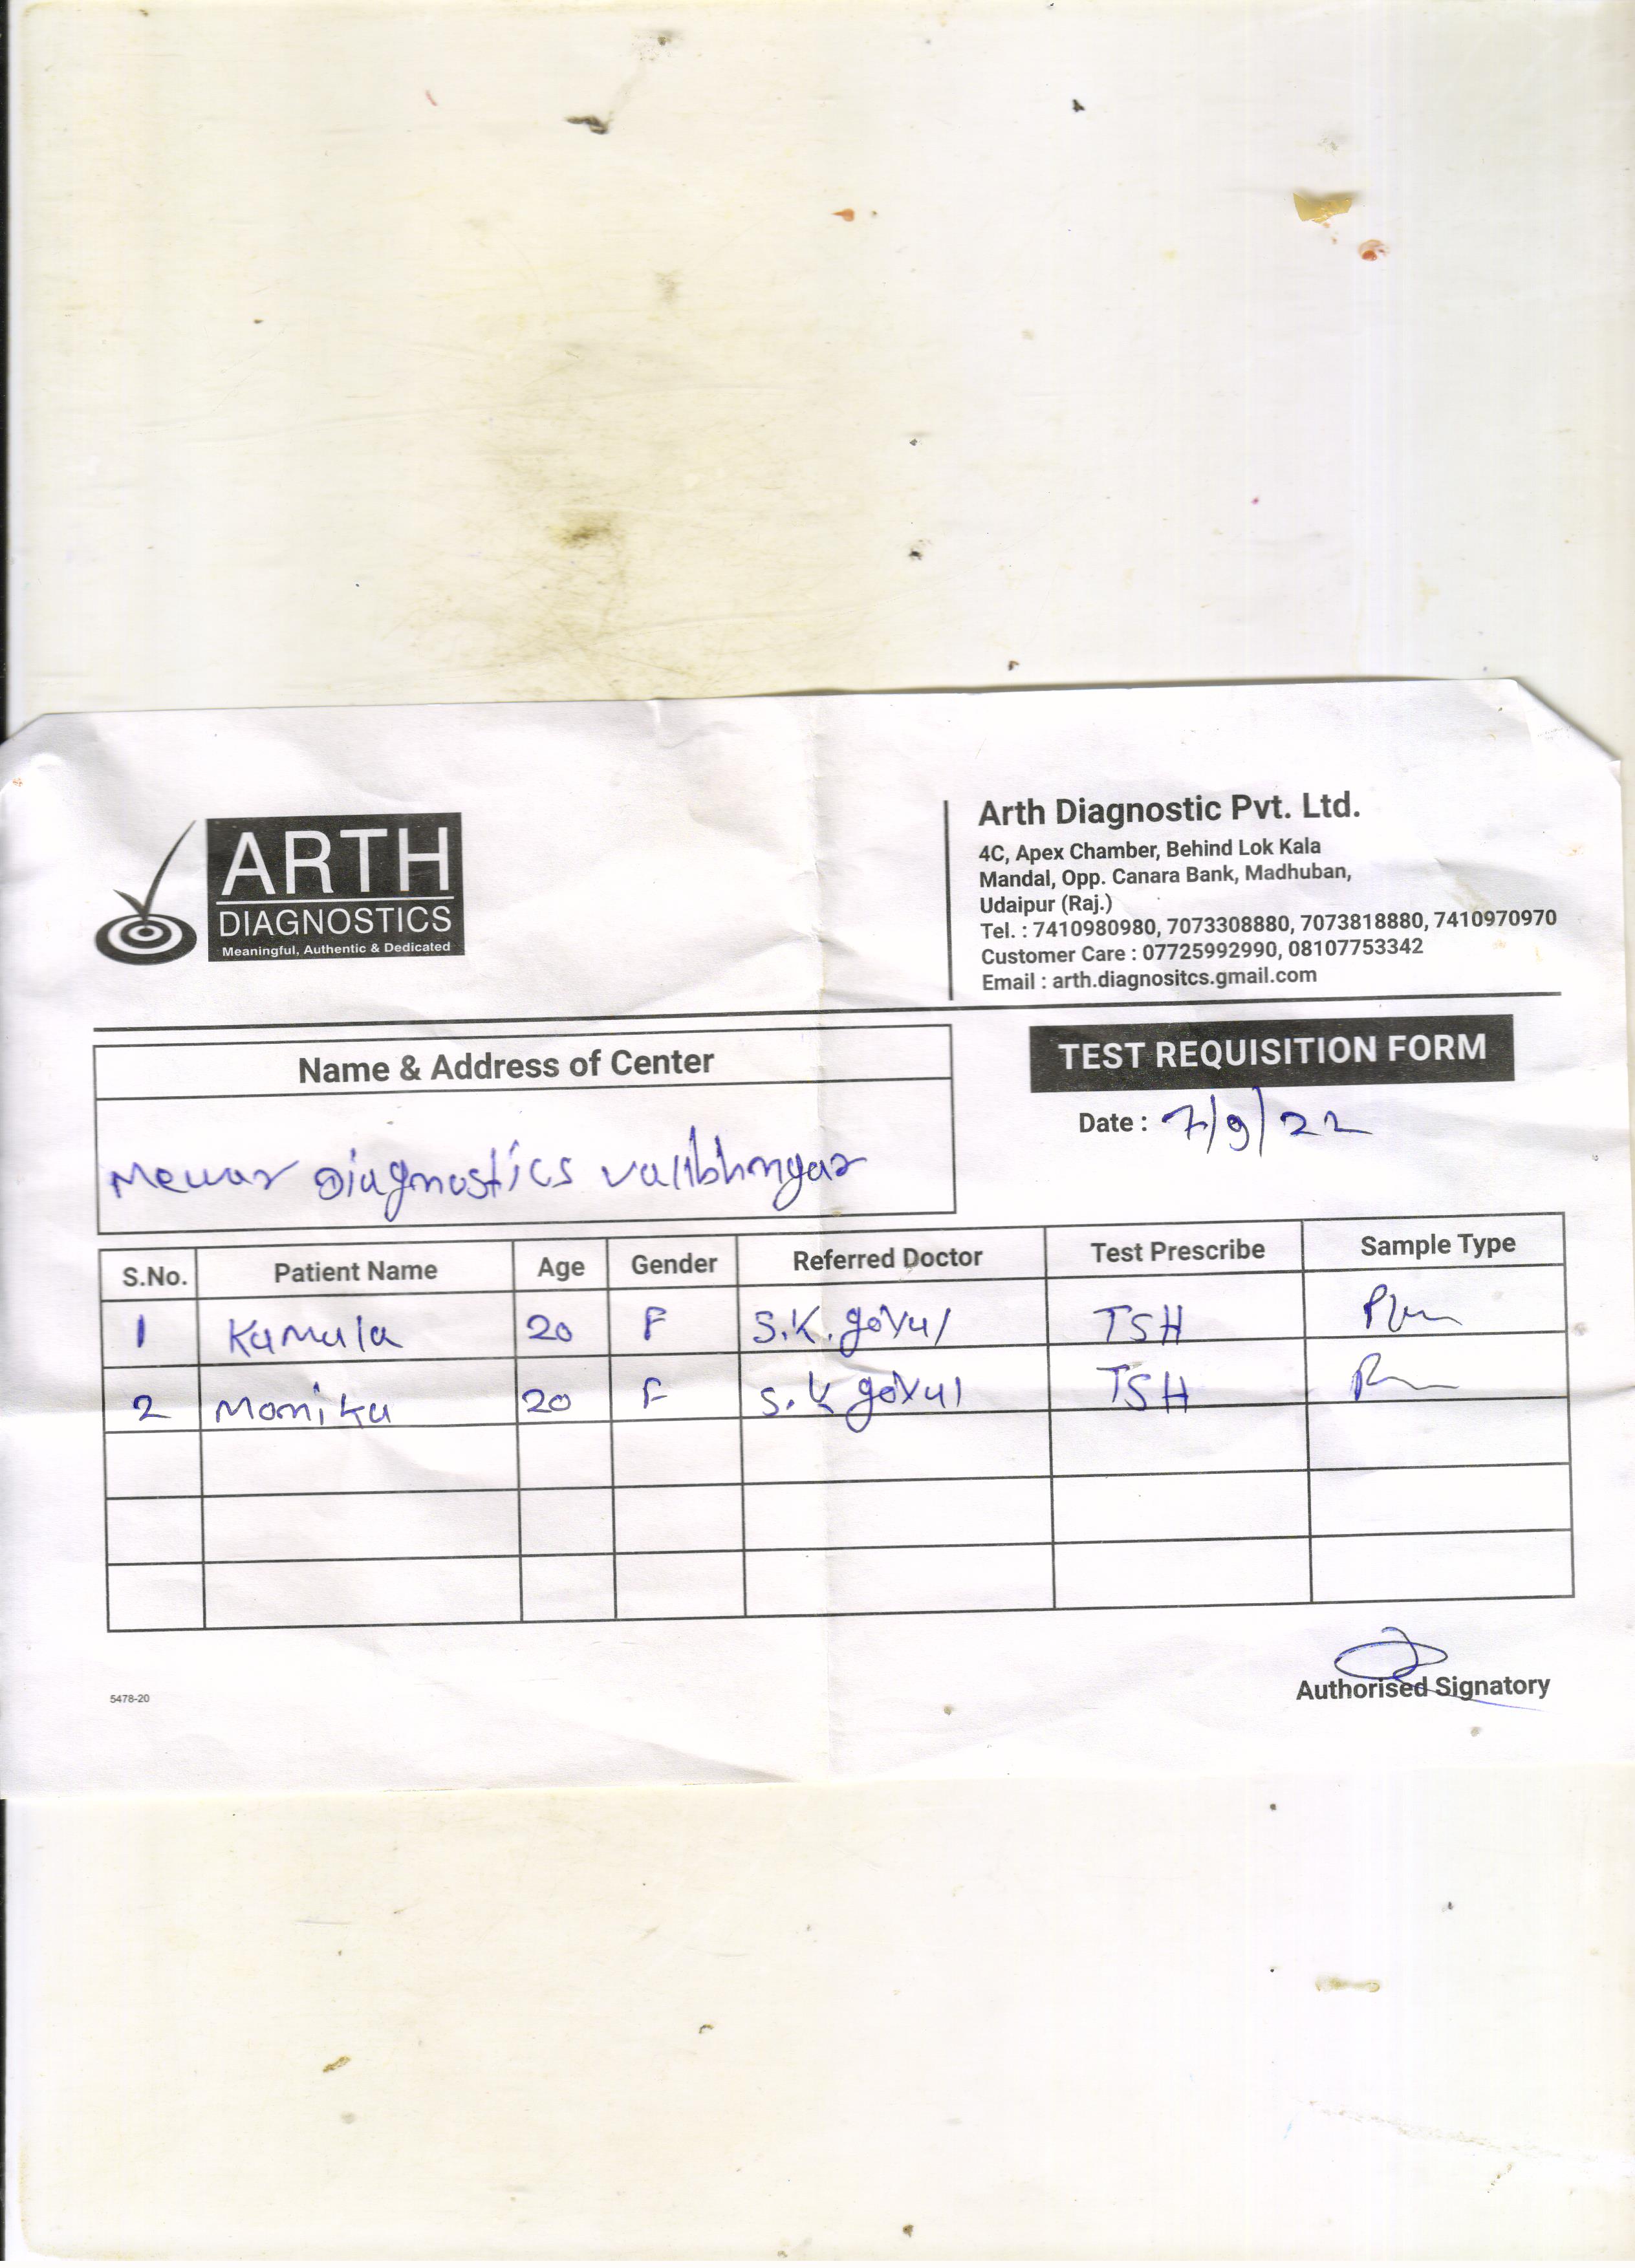 ARTH
DIAGNOSTICS
Meaningful, Authentic & Dedicated
Arth Diagnostic Pvt. Ltd.
4C, Apex Chamber, Behind Lok Kala
Mandal, Opp. Canara Bank, Madhuban,
Udaipur (Raj.)
Tel. : 7410980980, 7073308880, 7073818880, 7410970970
Customer Care : 07725992990, 08107753342
Email : arth.diagnositcs.gmail.com
Name & Address of Center
TEST REQUISITION FORM
Date : 7/9/22
Mewar Diagnostics vallbhngar
S.No. Patient Name Age Gender Referred Doctor Test Prescribe Sample Type
1 Kamala 20 F S.K. goyal TSH
2 Monika 20 F S.K goyal TSH
Authorised Signatory
5478-20